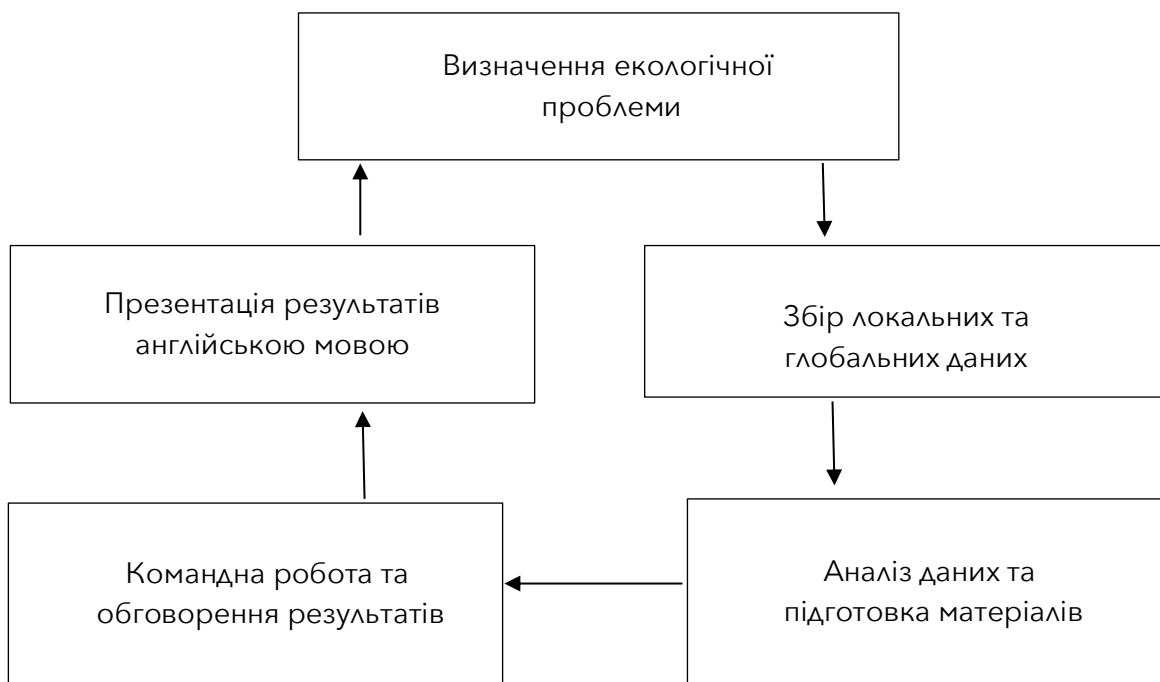 Визначення екологічної
проблеми
Презентація результатів
англійською мовою
Збір локальних та
глобальних даних
Командна робота та
обговорення результатів
Аналіз даних та
підготовка матеріалів